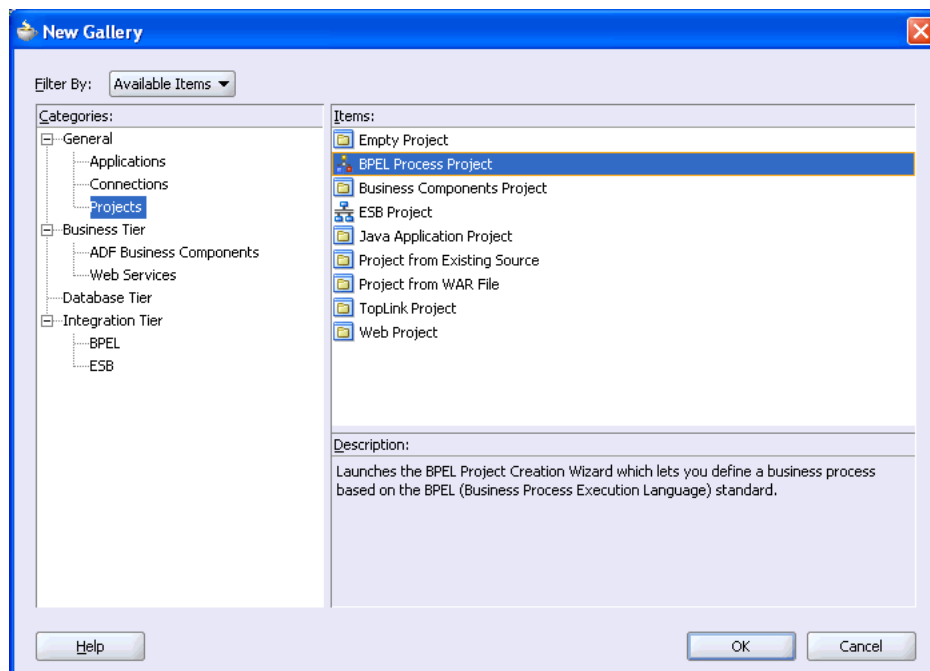 New Gallery
Filter By: Available Items
Categories:
General
Applications
Connections
Projects
Business Tier
ADF Business Components
Web Services
Database Tier
Integration Tier
BPEL
ESB
Items:
Empty Project
BPEL Process Project
Business Components Project
ESB Project
Java Application Project
Project from Existing Source
Project from WAR File
TopLink Project
Web Project
Description:
Launches the BPEL Project Creation Wizard which lets you define a business process
based on the BPEL (Business Process Execution Language) standard.
Help OK Cancel